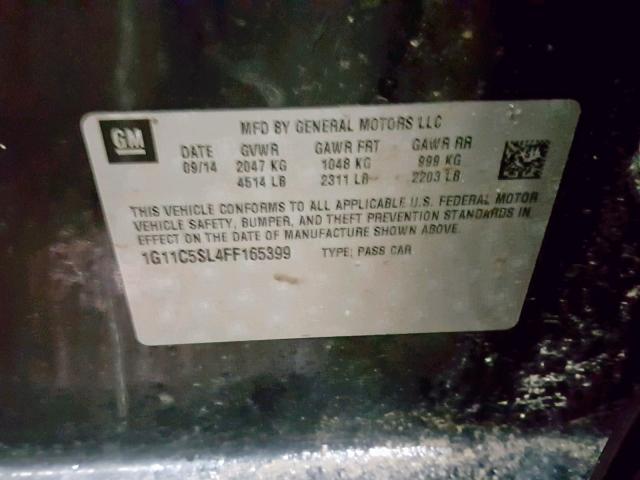 GM
MFD BY GENERAL MOTORS LLC
DATE GVWR GAWR FRT GAWR RR
09/14 2047 KG 1048 KG 999 KG
4514 LB 2311 LB 2203 LB
THIS VEHICLE CONFORMS TO ALL APPLICABLE U.S. FEDERAL MOTOR
VEHICLE SAFETY, BUMPER, AND THEFT PREVENTION STANDARDS IN
EFFECT ON THE DATE OF MANUFACTURE SHOWN ABOVE.
1G11C5SL4FF165399 TYPE: PASS CAR